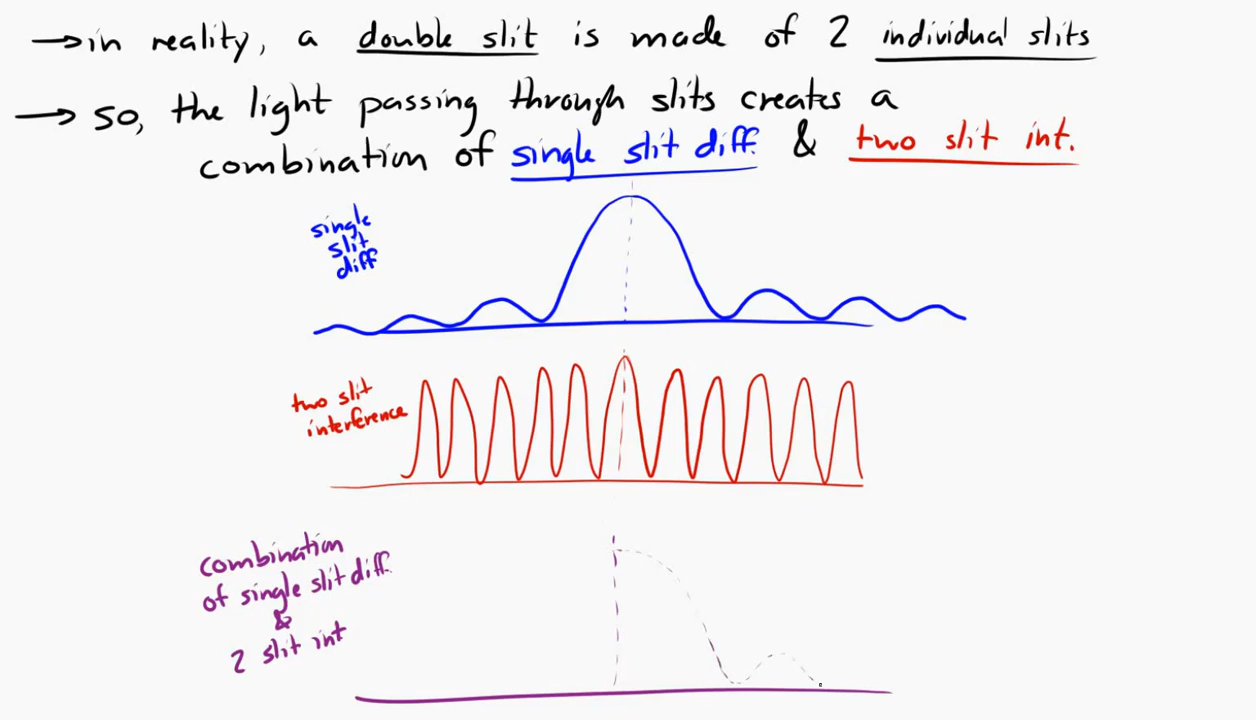 → in reality, a double slit is made of 2 individual slits
→ so, the light passing through slits creates a
combination of single slit diff. & two slit int.
single
slit
diff
two slit
interference
combination
of single slit diff.
&
2 slit int